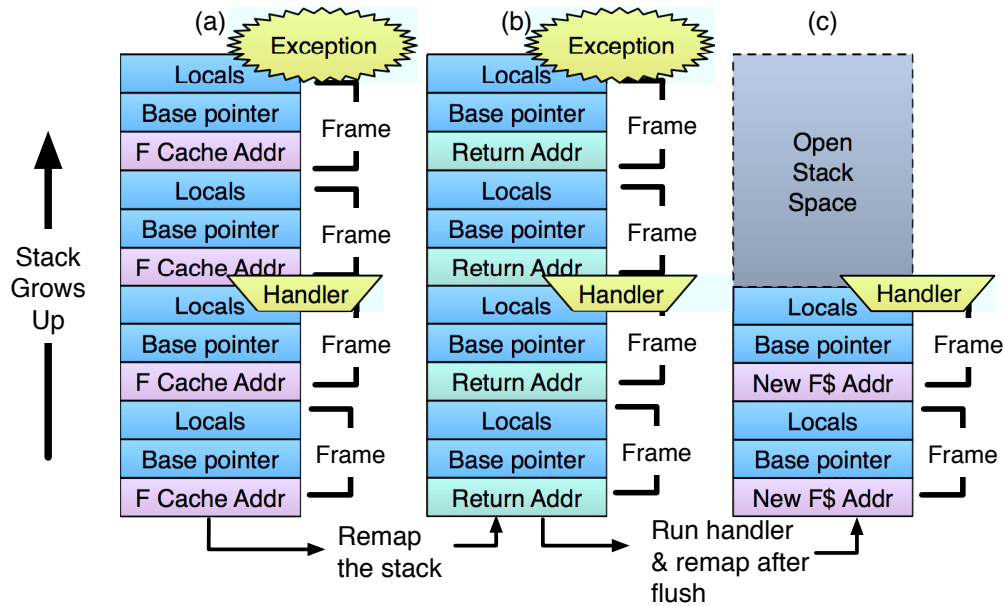 (a)
(b)
(c)
Exception
Exception
Stack
Grows
Up
Locals
Base pointer
F Cache Addr
Locals
Base pointer
F Cache Addr
Handler
Locals
Base pointer
F Cache Addr
Locals
Base pointer
F Cache Addr
Frame
Frame
Frame
Frame
Remap
the stack
Locals
Base pointer
Return Addr
Locals
Base pointer
Return Addr
Handler
Locals
Base pointer
Return Addr
Locals
Base pointer
Return Addr
Frame
Frame
Frame
Frame
Run handler
& remap after
flush
Open
Stack
Space
Handler
Locals
Base pointer
New F$ Addr
Locals
Base pointer
New F$ Addr
Frame
Frame